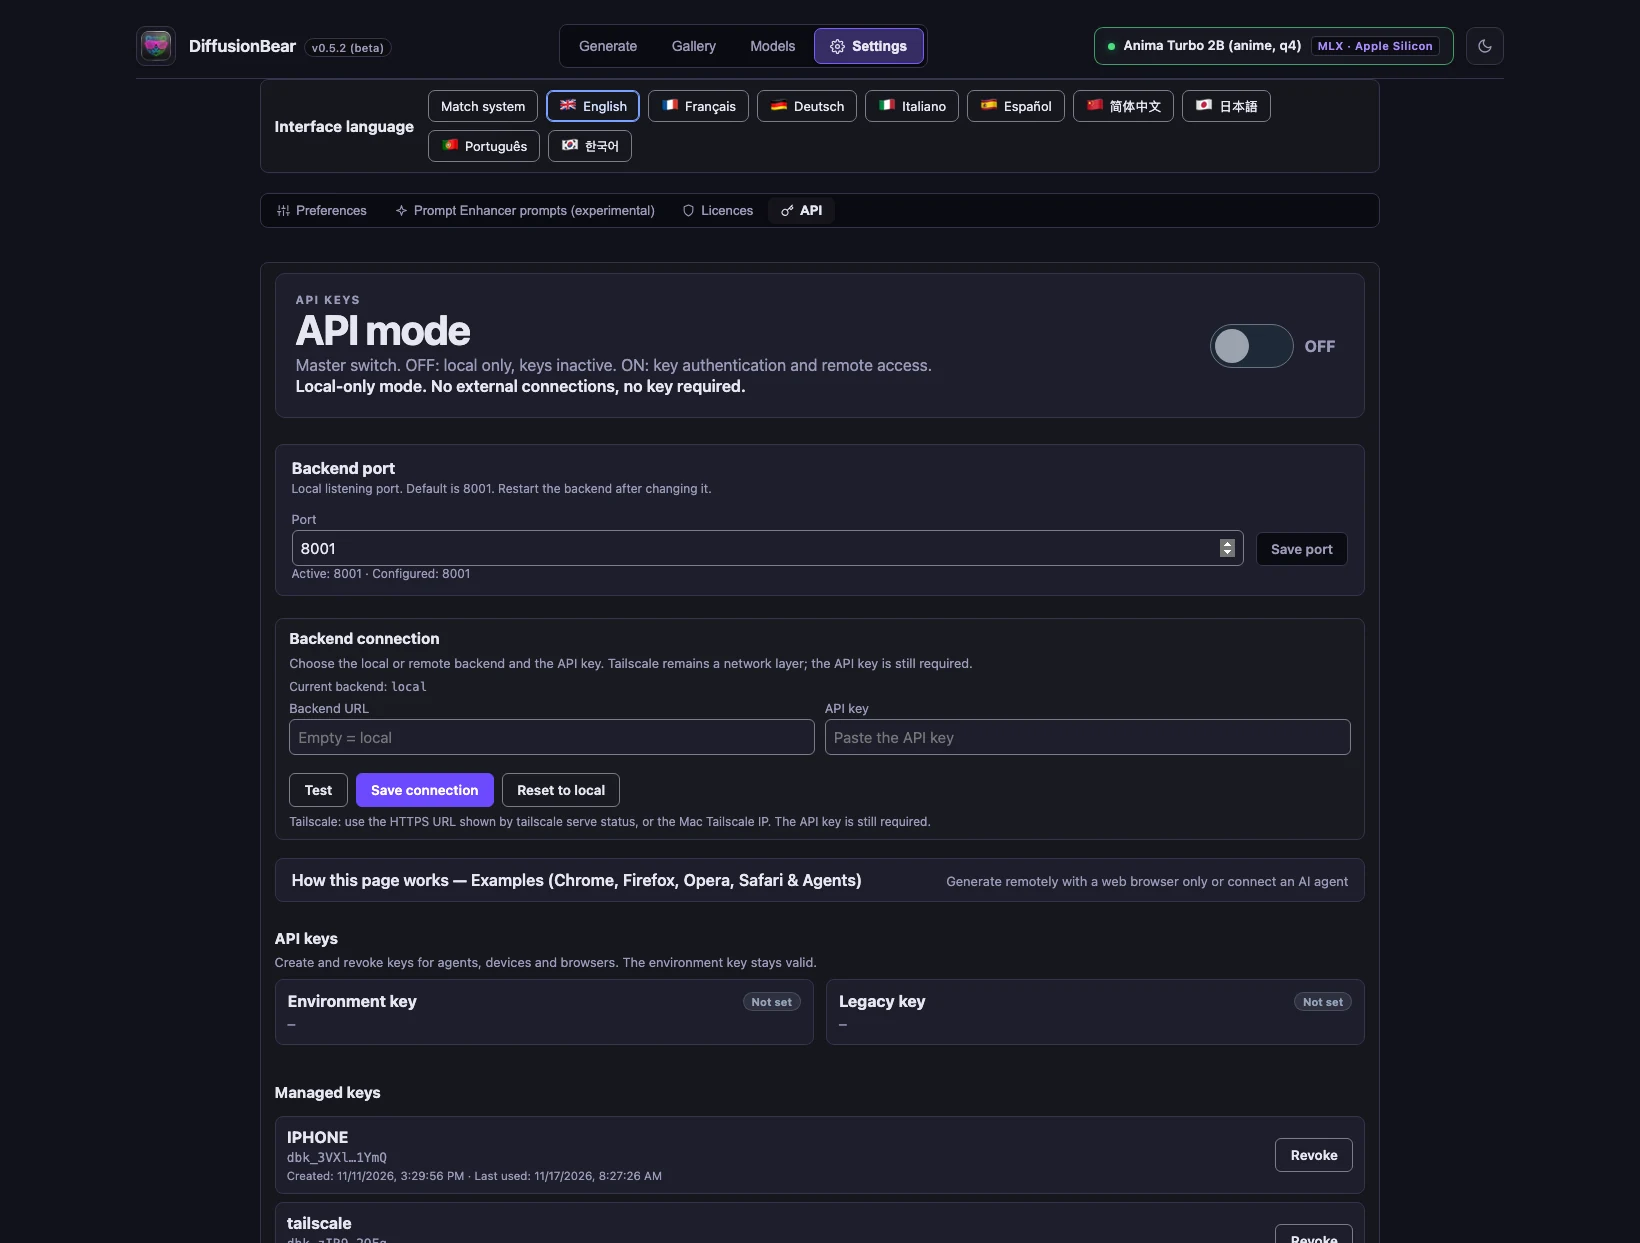 DiffusionBear v0.5.2 (beta) Generate Gallery Models Settings Anima Turbo 2B (anime, q4) MLX · Apple Silicon
Interface language
Match system English Français Deutsch Italiano Español 简体中文 日本語
Português 한국어
Preferences Prompt Enhancer prompts (experimental) Licences API
API KEYS
API mode
Master switch. OFF: local only, keys inactive. ON: key authentication and remote access.
Local-only mode. No external connections, no key required.
OFF
Backend port
Local listening port. Default is 8001. Restart the backend after changing it.
Port
8001 Save port
Active: 8001 · Configured: 8001
Backend connection
Choose the local or remote backend and the API key. Tailscale remains a network layer; the API key is still required.
Current backend: local
Backend URL API key
Empty = local Paste the API key
Test Save connection Reset to local
Tailscale: use the HTTPS URL shown by tailscale serve status, or the Mac Tailscale IP. The API key is still required.
How this page works — Examples (Chrome, Firefox, Opera, Safari & Agents) Generate remotely with a web browser only or connect an AI agent
API keys
Create and revoke keys for agents, devices and browsers. The environment key stays valid.
Environment key Not set Legacy key Not set
– –
Managed keys
IPHONE
dbk_3VXl…1YmQ
Revoke
Created: 11/11/2026, 3:29:56 PM · Last used: 11/17/2026, 8:27:26 AM
tailscale
Revoke